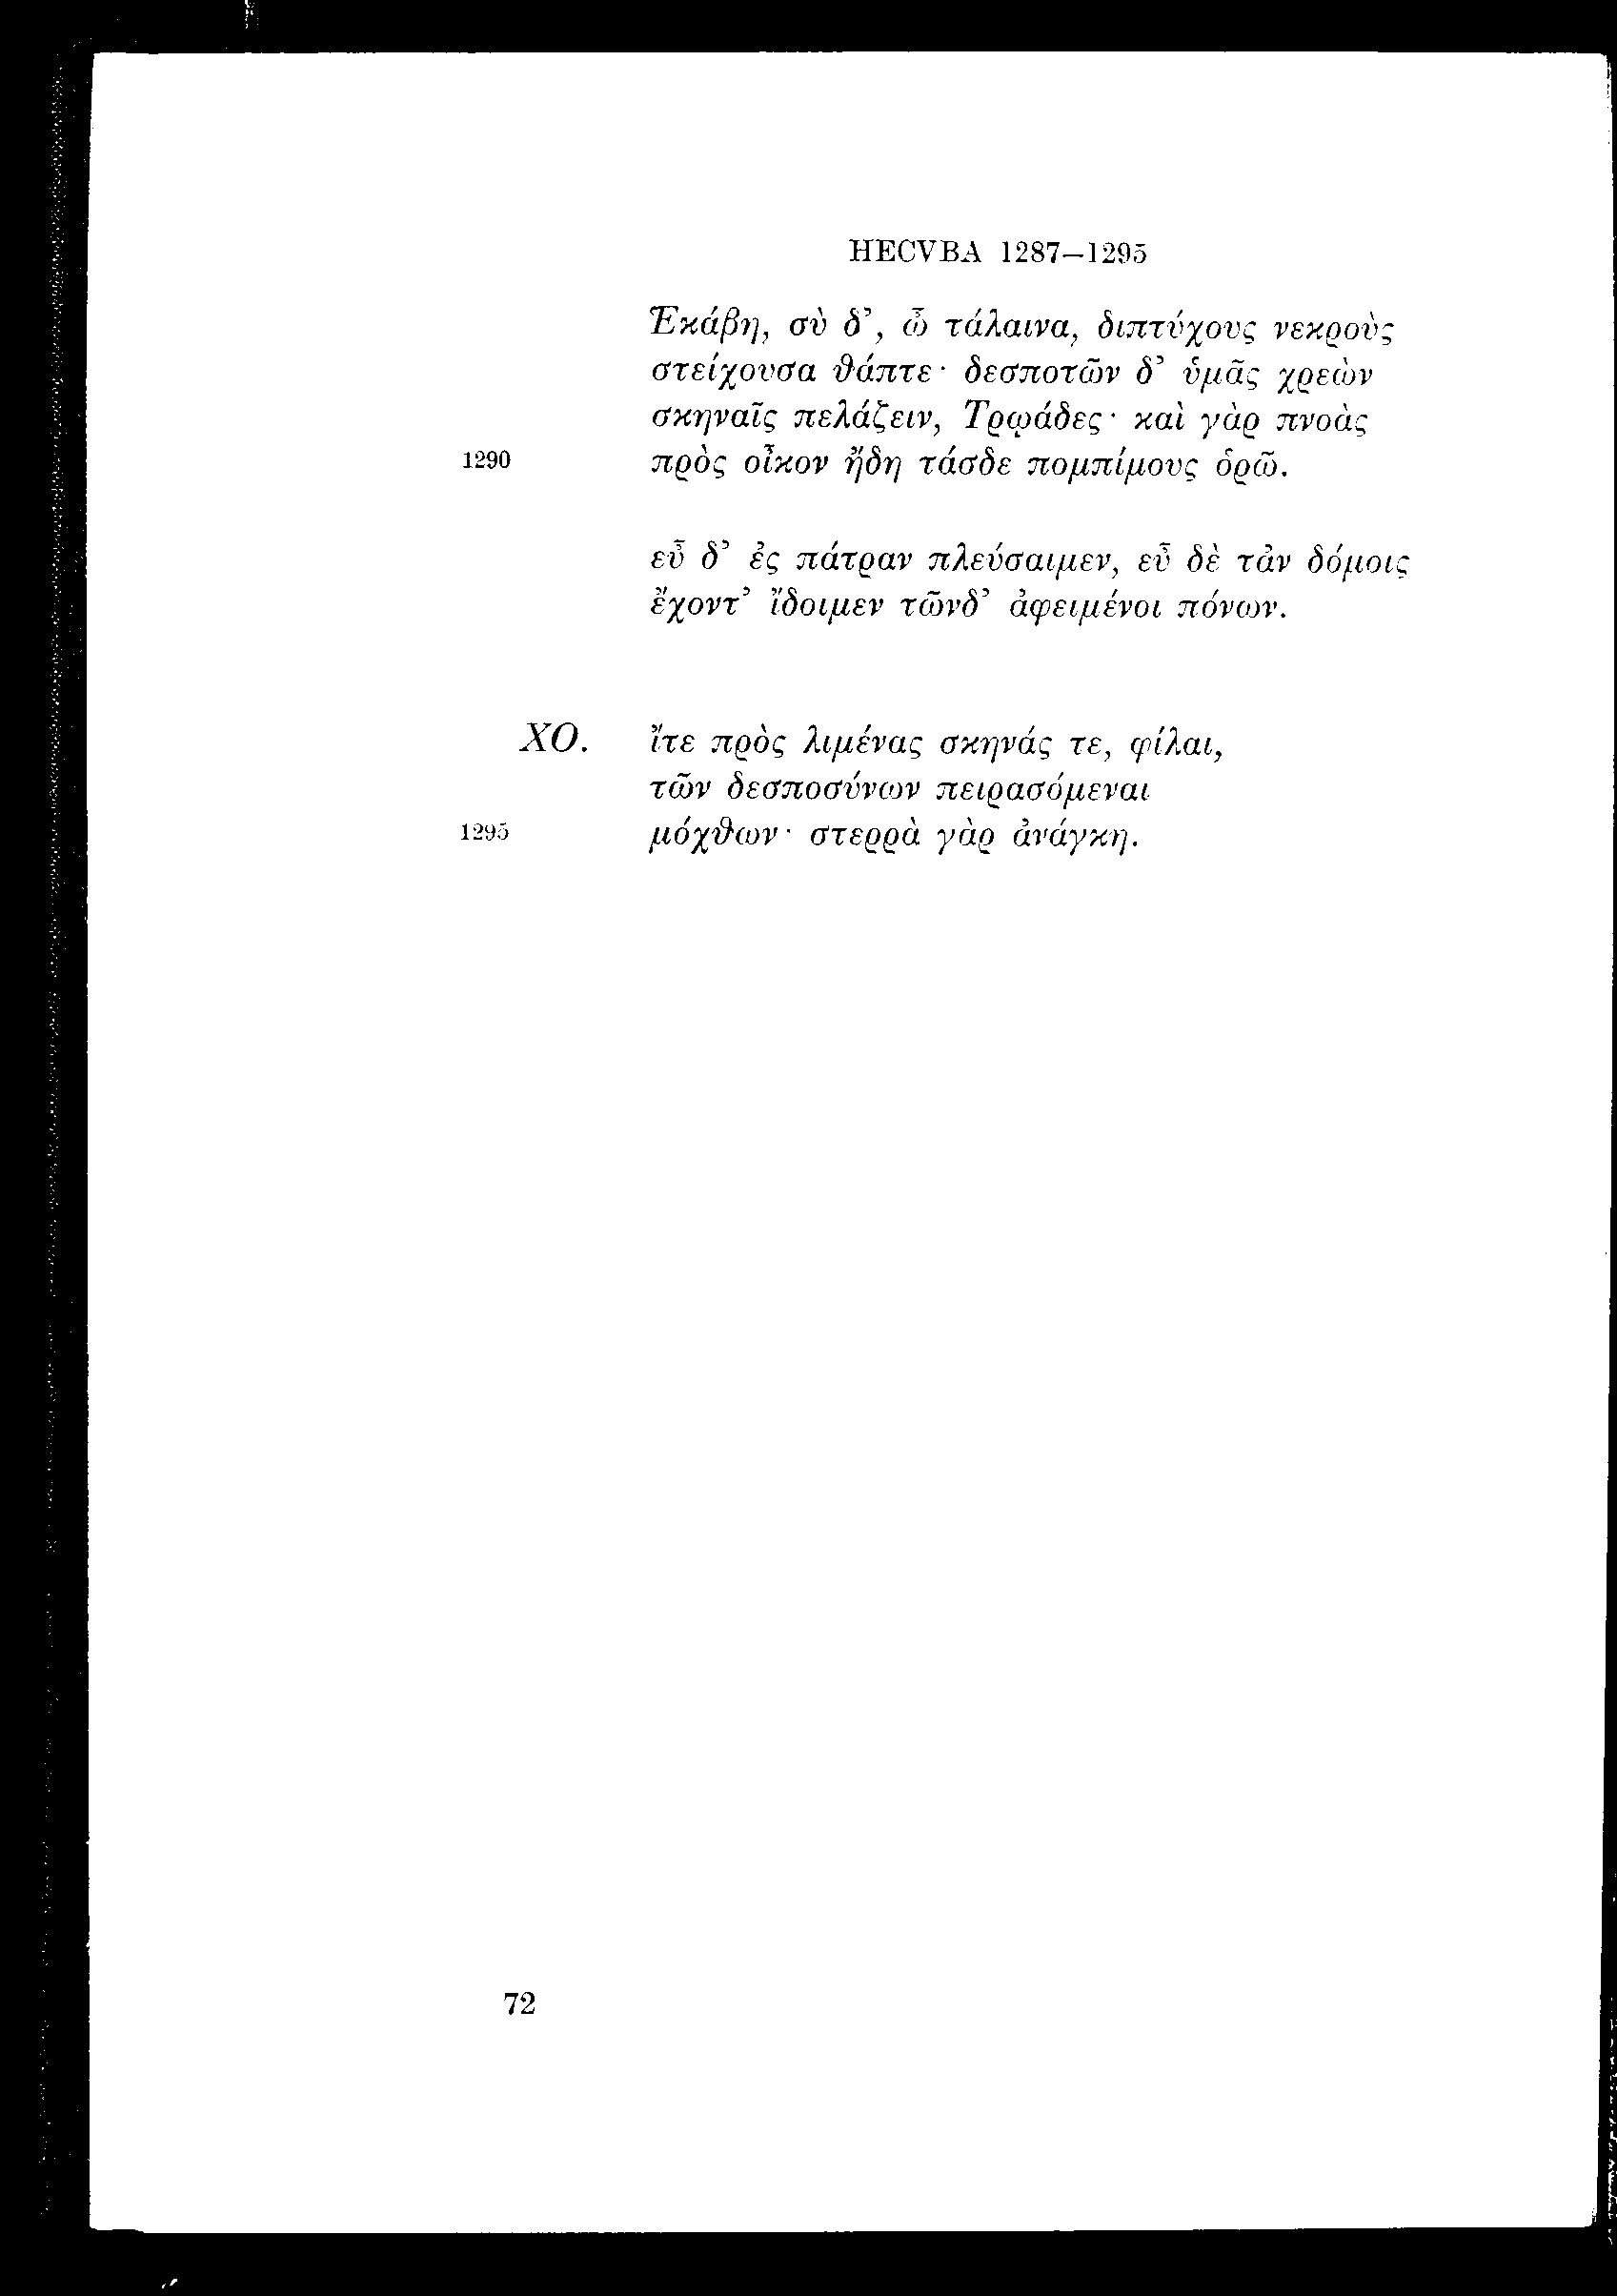 HECVBA 1287–1295
Ἑκάβη, σὺ δ’, ὦ τάλαινα, διπτύχους νεκροὺς
στείχουσα θάπτε· δεσποτῶν δ’ ὑμᾶς χρεὼν
σκηναῖς πελάζειν, Τρῳάδες· καὶ γὰρ πνοὰς
1290 πρὸς οἶκον ἤδη τάσδε πομπίμους ὁρῶ.
εὖ δ’ ἐς πάτραν πλεύσαιμεν, εὖ δὲ τἀν δόμοις
ἔχοντ’ ἴδοιμεν τῶνδ’ ἀφειμένοι πόνων.
ΧΟ. ἴτε πρὸς λιμένας σκηνάς τε, φίλαι,
τῶν δεσποσύνων πειρασόμεναι
1295 μόχθων· στερρὰ γὰρ ἀνάγκη.
72